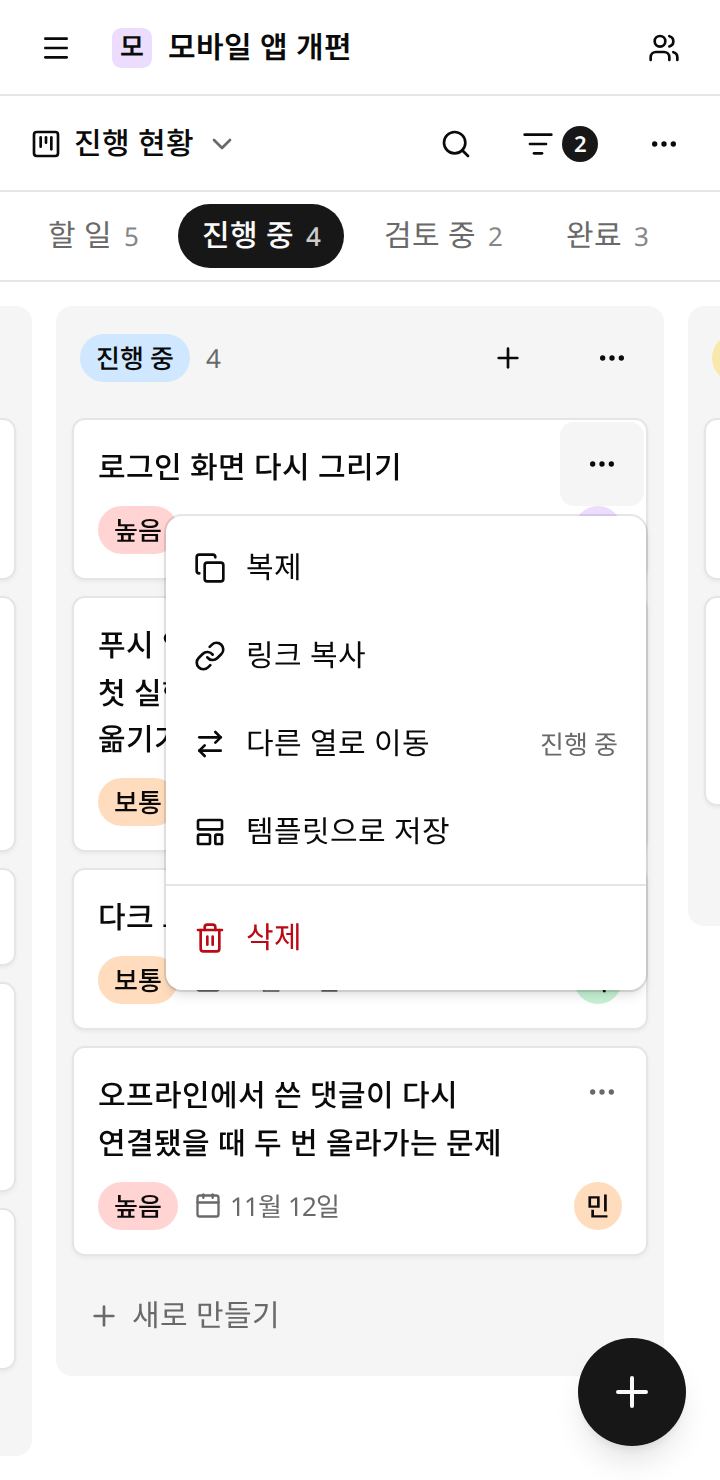 모 모바일 앱 개편
진행 현황 2
할 일 5 진행 중 4 검토 중 2 완료 3
진행 중 4
로그인 화면 다시 그리기
높음
복제
푸시
링크 복사
첫
다른 열로 이동 진행 중
보통
템플릿으로 저장
다크
삭제
보통
오프라인에서 쓴 댓글이 다시
연결됐을 때 두 번 올라가는 문제
높음 11월 12일 민
새로 만들기